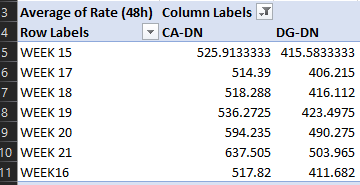 3 Average of Rate (48h) Column Labels
4 Row Labels CA-DN DG-DN
5 WEEK 15 525.9133333 415.5833333
6 WEEK 17 514.39 406.215
7 WEEK 18 518.288 416.112
8 WEEK 19 536.2725 423.4975
9 WEEK 20 594.235 490.275
10 WEEK 21 637.505 503.965
11 WEEK16 517.82 411.682